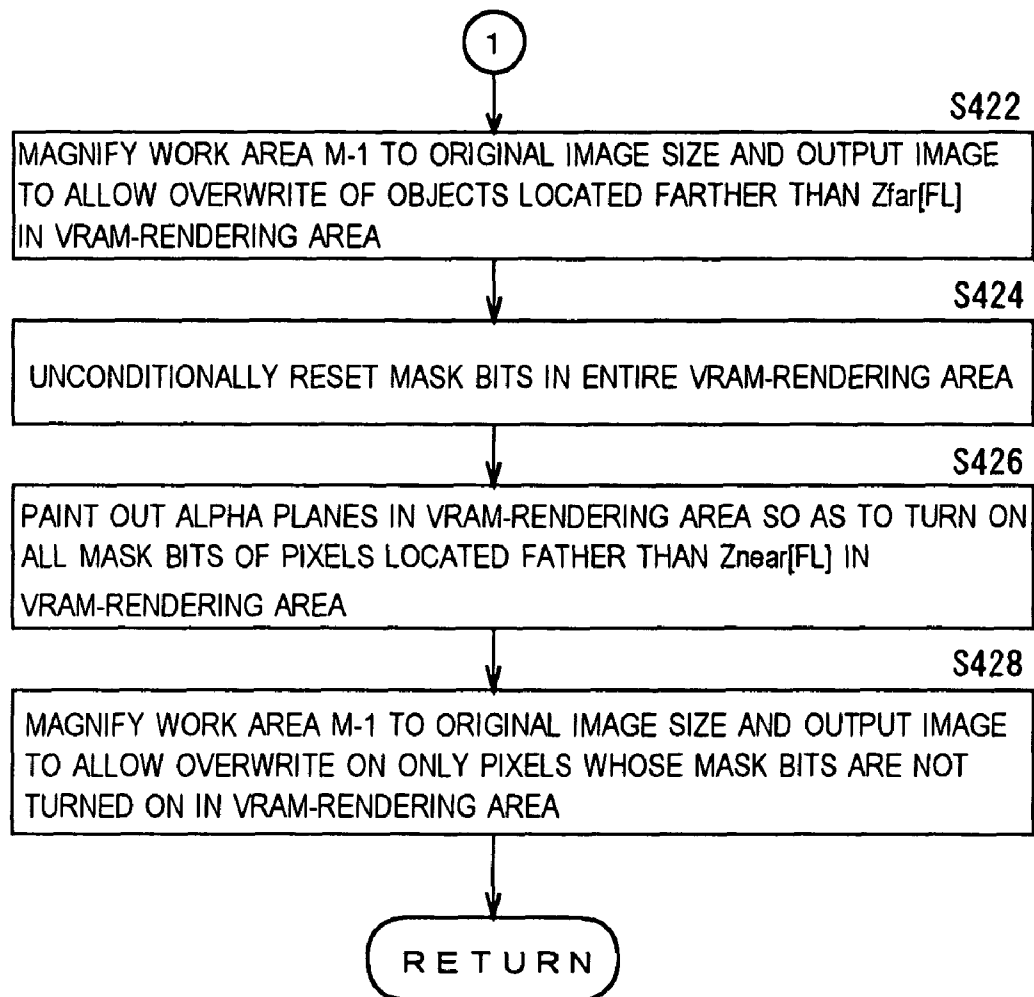 1
S422
MAGNIFY WORK AREA M-1 TO ORIGINAL IMAGE SIZE AND OUTPUT IMAGE
TO ALLOW OVERWRITE OF OBJECTS LOCATED FARTHER THAN Zfar[FL]
IN VRAM-RENDERING AREA
S424
UNCONDITIONALLY RESET MASK BITS IN ENTIRE VRAM-RENDERING AREA
S426
PAINT OUT ALPHA PLANES IN VRAM-RENDERING AREA SO AS TO TURN ON
ALL MASK BITS OF PIXELS LOCATED FATHER THAN Znear[FL] IN
VRAM-RENDERING AREA
S428
MAGNIFY WORK AREA M-1 TO ORIGINAL IMAGE SIZE AND OUTPUT IMAGE
TO ALLOW OVERWRITE ON ONLY PIXELS WHOSE MASK BITS ARE NOT
TURNED ON IN VRAM-RENDERING AREA
RETURN